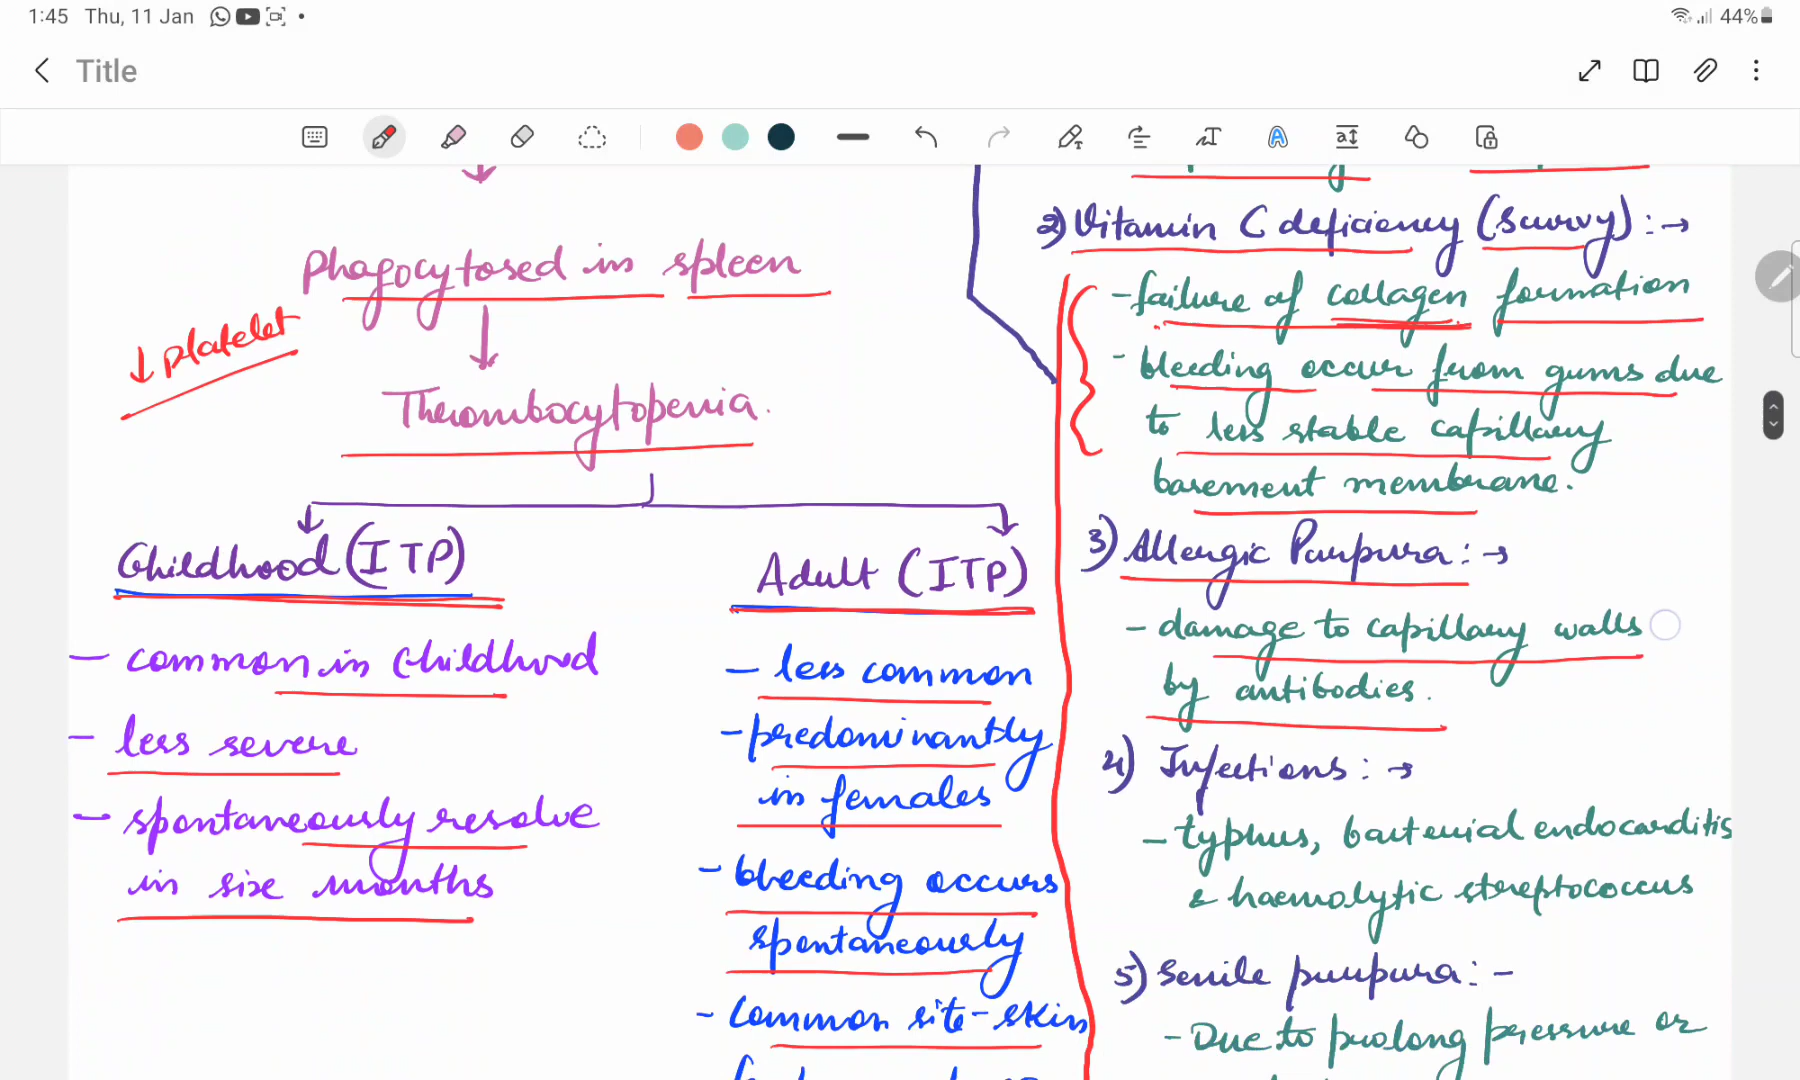 1:45 Thu, 11 Jan
44%
Title
Phagocytosed in spleen
↓ platelet
Thrombocytopenia.
Childhood (ITP)
- common in childhood
- less severe
- spontaneously resolve
in six months
Adult (ITP)
- less common
- predominantly
in females
- bleeding occurs
spontaneously
- common site - skin
2) Vitamin C deficiency (scurvy) : →
- failure of collagen formation
- bleeding occur from gums due
to less stable capillary
basement membrane.
3) Allergic Purpura : →
- damage to capillary walls
by antibodies.
4) Infections : →
- typhus, bacterial endocarditis
& haemolytic streptococcus
5) Senile purpura : -
- Due to prolong pressure or